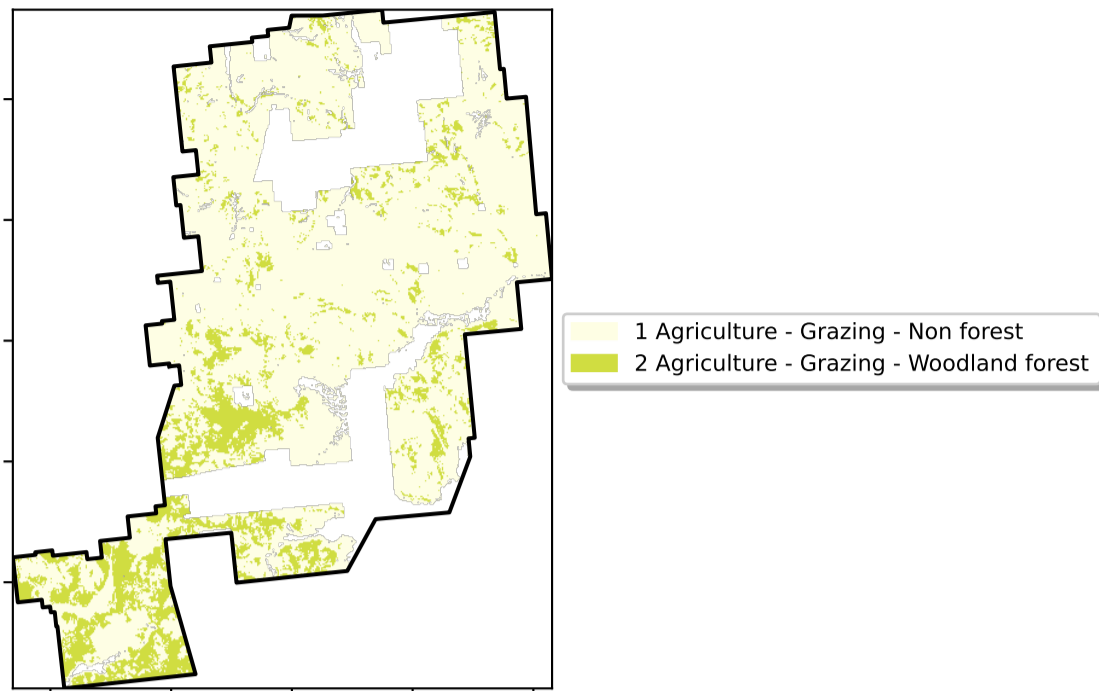 1 Agriculture - Grazing - Non forest
2 Agriculture - Grazing - Woodland forest